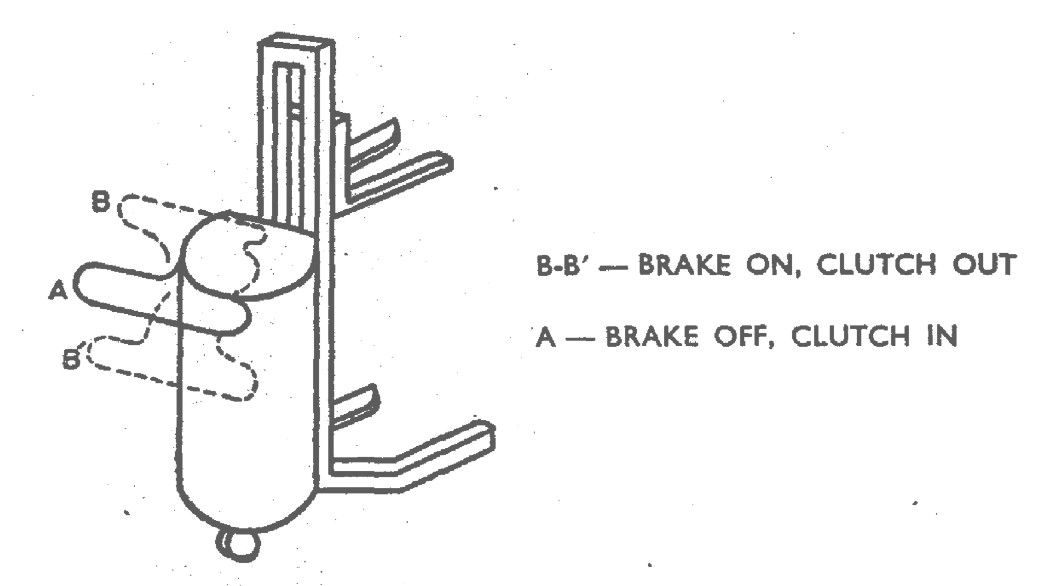 B
A
B'
B-B' — BRAKE ON, CLUTCH OUT
A — BRAKE OFF, CLUTCH IN